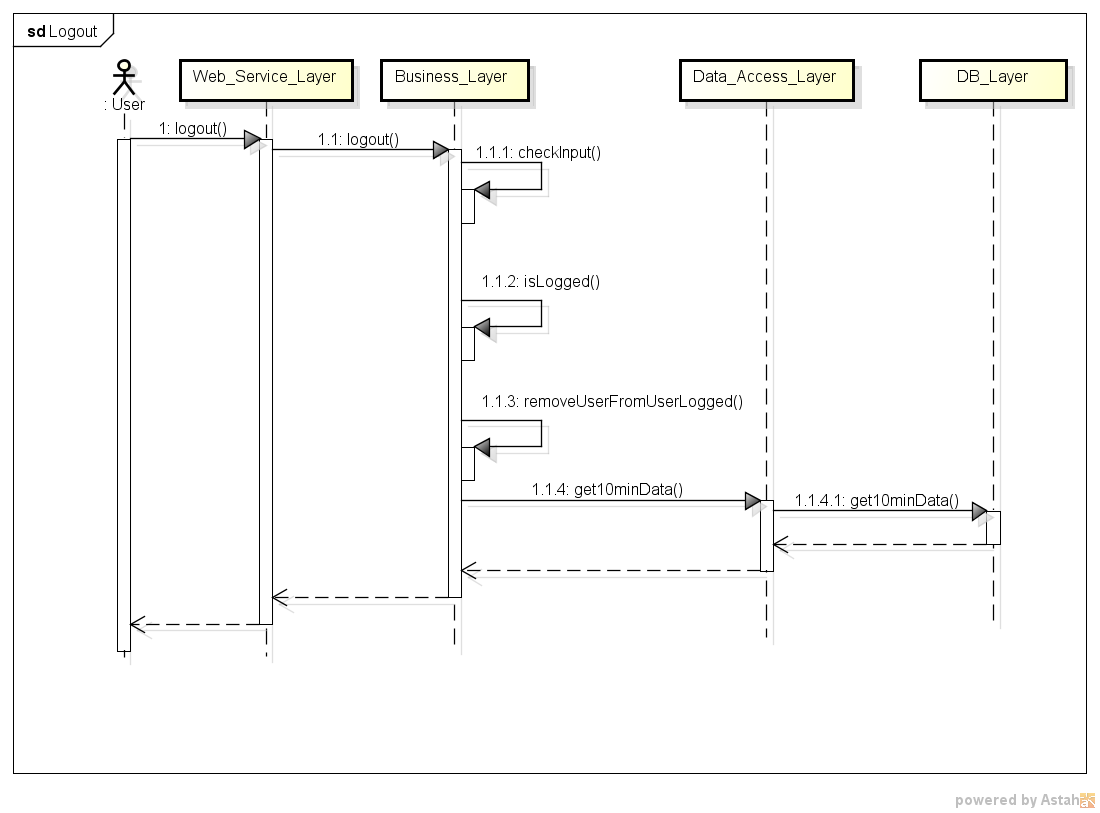 sd Logout
: User
Web_Service_Layer
Business_Layer
Data_Access_Layer
DB_Layer
1: logout()
1.1: logout()
1.1.1: checkInput()
1.1.2: isLogged()
1.1.3: removeUserFromUserLogged()
1.1.4: get10minData()
1.1.4.1: get10minData()
powered by Astah